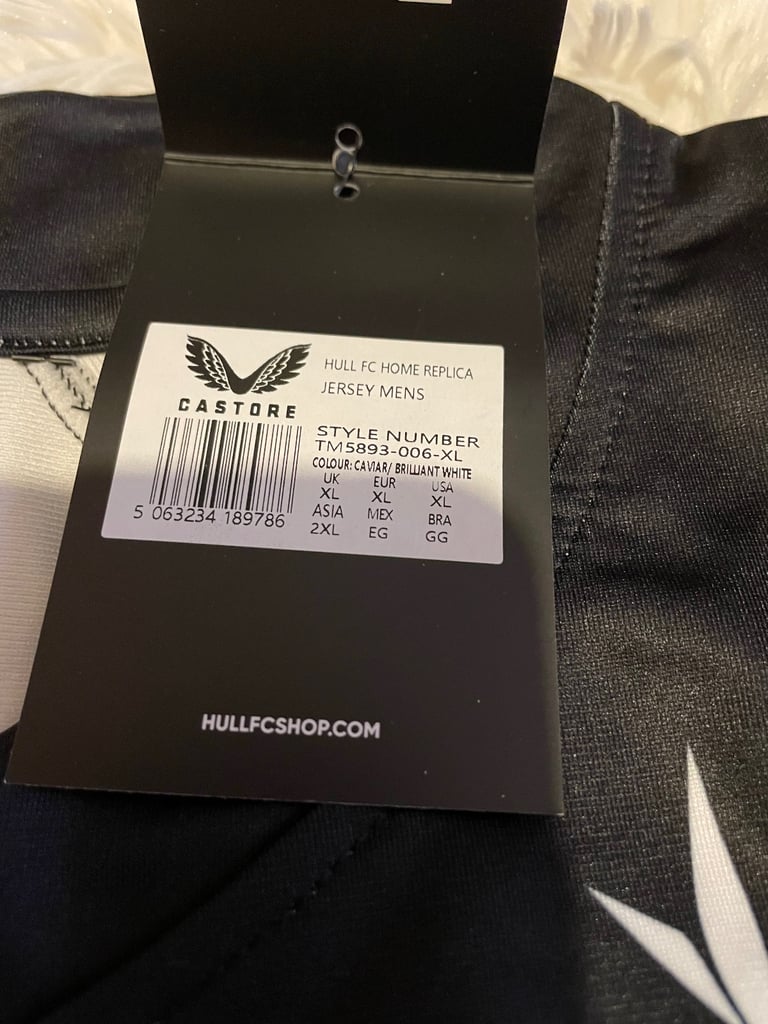 HULL FC HOME REPLICA
JERSEY MENS
CASTORE
STYLE NUMBER
TM5893-006-XL
COLOUR: CAVIAR/ BRILLIANT WHITE
UK EUR USA
XL XL XL
ASIA MEX BRA
2XL EG GG
5 063234 189786
HULLFCSHOP.COM